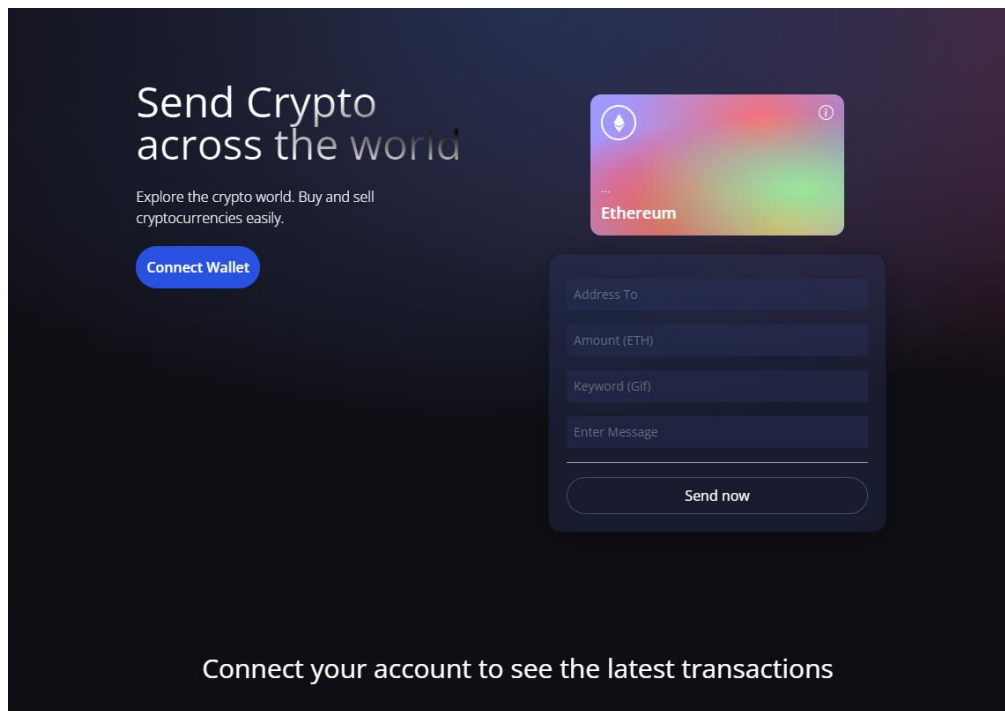 Send Crypto
across the world
Explore the crypto world. Buy and sell
cryptocurrencies easily.
Connect Wallet
...
Ethereum
Address To
Amount (ETH)
Keyword (Gif)
Enter Message
Send now
Connect your account to see the latest transactions